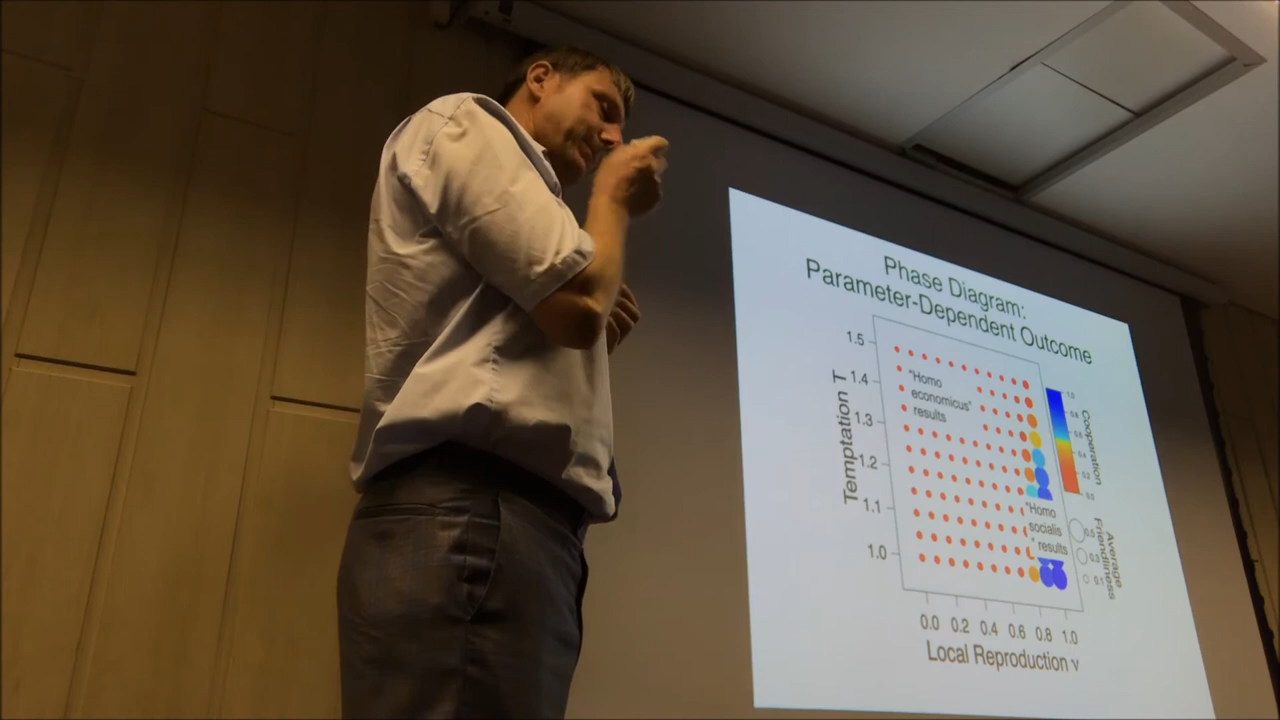 Phase Diagram:
Parameter-Dependent Outcome
1.5
1.4
1.3
1.2
1.1
1.0
Temptation T
"Homo
economicus"
results
"Homo
socialis
" results
Cooperation
Average
Friendliness
0.0 0.2 0.4 0.6 0.8 1.0
Local Reproduction ν